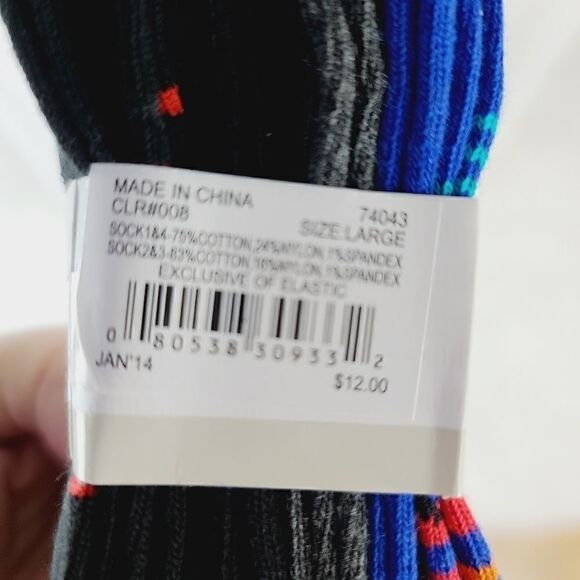 MADE IN CHINA 74043
CLR#008 SIZE:LARGE
SOCK1&4-75%COTTON,24%NYLON,1%SPANDEX
SOCK2&3-83%COTTON,16%NYLON,1%SPANDEX
EXCLUSIVE OF ELASTIC
0 80538 30933 2
JAN'14 $12.00